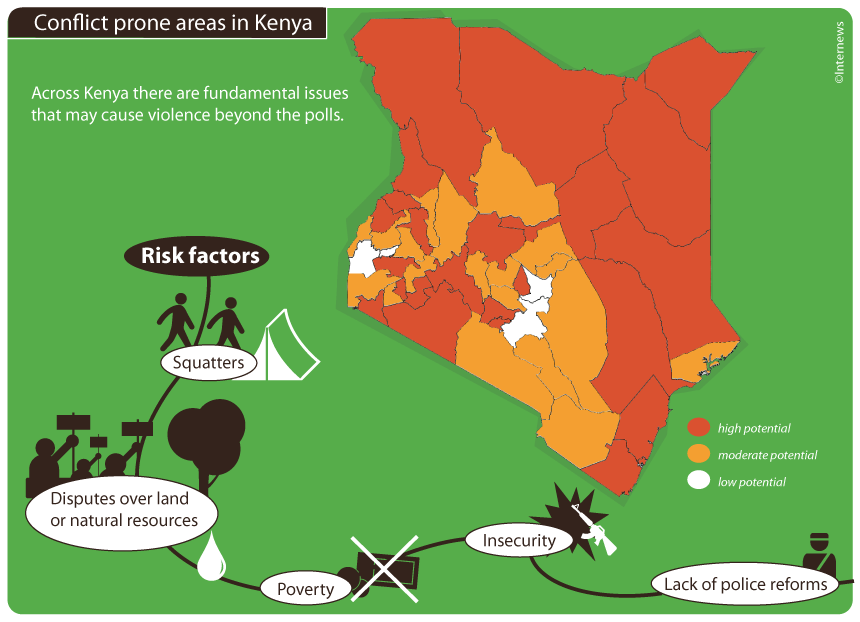 Conflict prone areas in Kenya
©Internews
Across Kenya there are fundamental issues
that may cause violence beyond the polls.
Risk factors
Squatters
Disputes over land
or natural resources
Poverty
Insecurity
Lack of police reforms
high potential
moderate potential
low potential